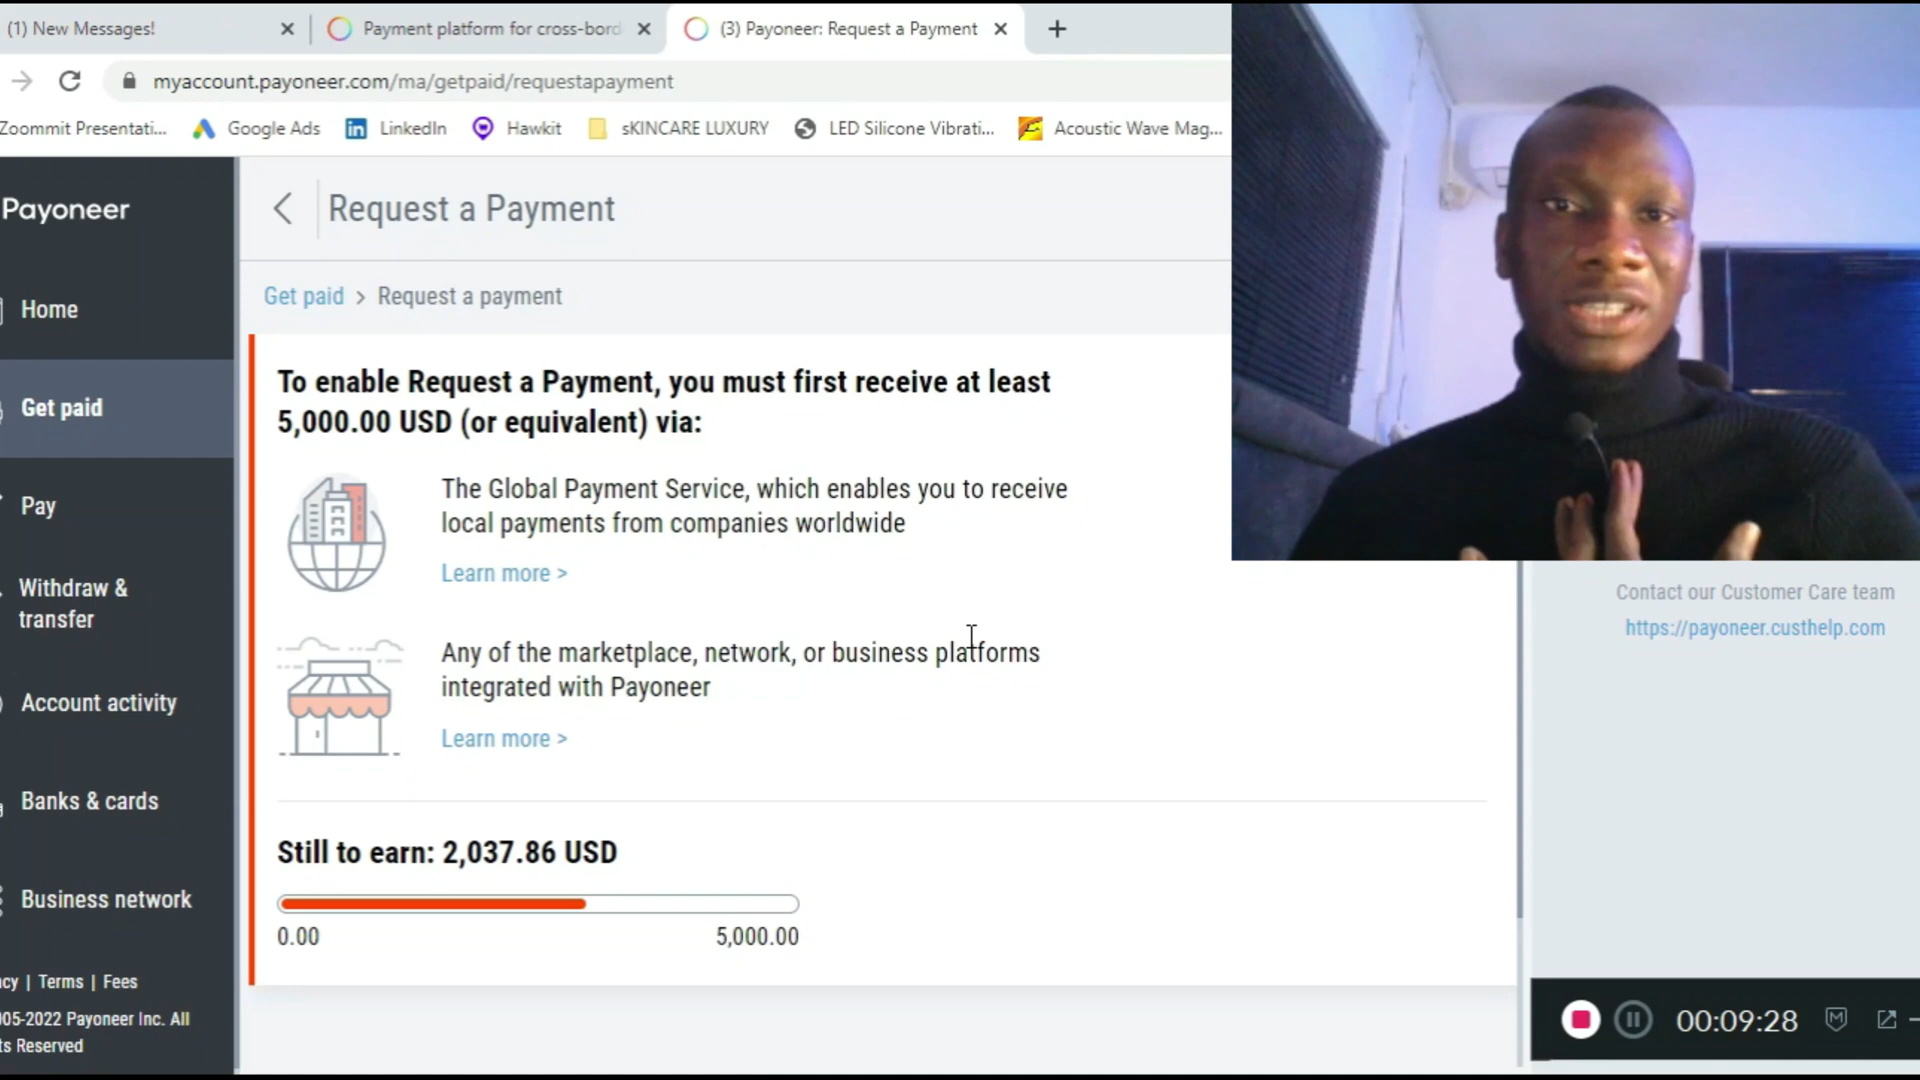 (1) New Messages!
Payment platform for cross-bord
(3) Payoneer: Request a Payment
myaccount.payoneer.com/ma/getpaid/requestapayment
Zoommit Presentati...
Google Ads
LinkedIn
Hawkit
sKINCARE LUXURY
LED Silicone Vibrati...
Acoustic Wave Mag...
Payoneer
Home
Get paid
Pay
Withdraw &
transfer
Account activity
Banks & cards
Business network
cy | Terms | Fees
005-2022 Payoneer Inc. All
ts Reserved
Request a Payment
Get paid > Request a payment
To enable Request a Payment, you must first receive at least
5,000.00 USD (or equivalent) via:
The Global Payment Service, which enables you to receive
local payments from companies worldwide
Learn more >
Any of the marketplace, network, or business platforms
integrated with Payoneer
Learn more >
Still to earn: 2,037.86 USD
0.00
5,000.00
Contact our Customer Care team
https://payoneer.custhelp.com
00:09:28